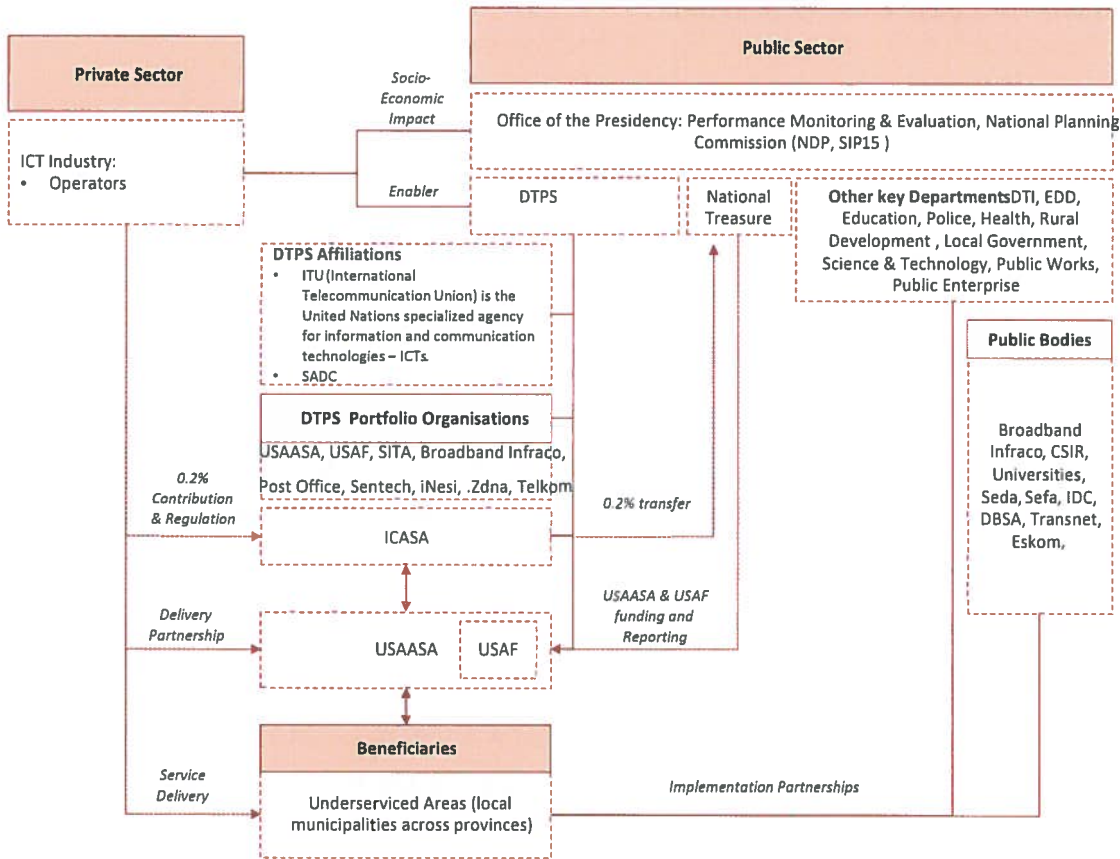 Private Sector
ICT Industry:
• Operators
Socio-
Economic
Impact
Enabler
Public Sector
Office of the Presidency: Performance Monitoring & Evaluation, National Planning
Commission (NDP, SIP15 )
DTPS
National
Treasure
Other key DepartmentsDTI, EDD,
Education, Police, Health, Rural
Development , Local Government,
Science & Technology, Public Works,
Public Enterprise
DTPS Affiliations
• ITU (International
Telecommunication Union) is the
United Nations specialized agency
for information and communication
technologies – ICTs.
• SADC
Public Bodies
Broadband
Infraco, CSIR,
Universities,
Seda, Sefa, IDC,
DBSA, Transnet,
Eskom,
DTPS Portfolio Organisations
USAASA, USAF, SITA, Broadband Infraco,
Post Office, Sentech, iNesi, .Zdna, Telkom
0.2%
Contribution
& Regulation
ICASA
0.2% transfer
Delivery
Partnership
USAASA
USAF
USAASA & USAF
funding and
Reporting
Beneficiaries
Service
Delivery
Underserviced Areas (local
municipalities across provinces)
Implementation Partnerships